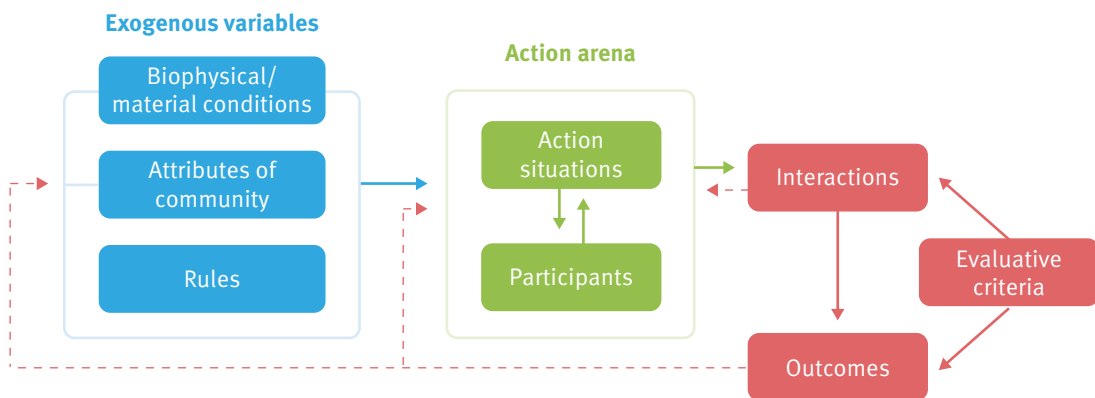 Exogenous variables
Biophysical/
material conditions
Attributes of
community
Rules
Action arena
Action
situations
Participants
Interactions
Evaluative
criteria
Outcomes